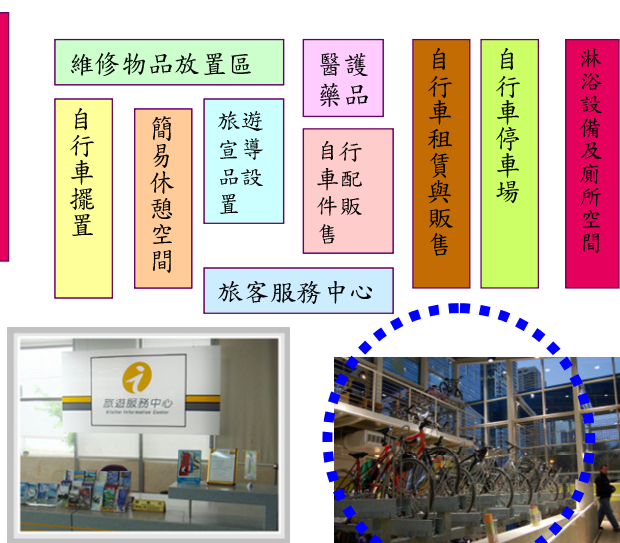 維修物品放置區
醫護
藥品
自行車租賃與販售
自行車停車場
淋浴設備及廁所空間
自行車擺置
簡易休憩空間
旅遊
宣導
品設
置
自行
車配
件販
售
旅客服務中心
旅遊服務中心
Visitor Information Center